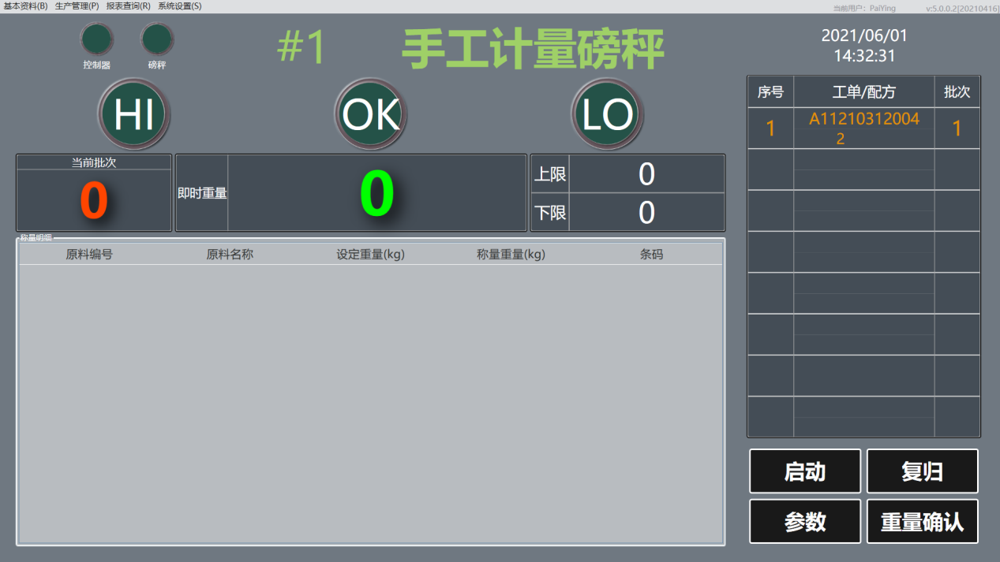 基本资料(B) 生产管理(P) 报表查询(R) 系统设置(S)
当前用户：PaiYing v:5.0.0.2[20210416]
控制器 磅秤
#1 手工计量磅秤
2021/06/01
14:32:31
HI OK LO
当前批次
0
即时重量
0
上限 0
下限 0
称量明细
原料编号 原料名称 设定重量(kg) 称量重量(kg) 条码
序号 工单/配方 批次
1 A11210312004 1
2
启动 复归
参数 重量确认